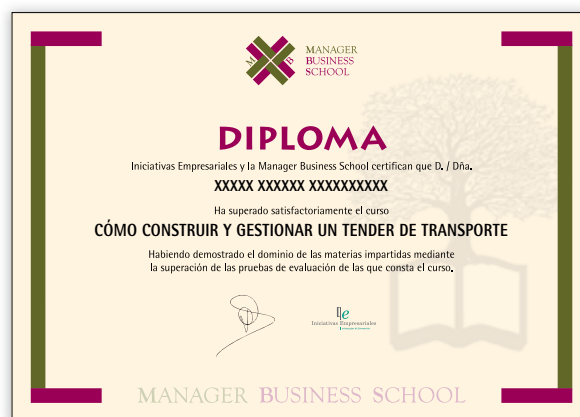 M B
MANAGER
BUSINESS
SCHOOL
DIPLOMA
Iniciativas Empresariales y la Manager Business School certifican que D. / Dña.
XXXXX XXXXXX XXXXXXXXXX
Ha superado satisfactoriamente el curso
CÓMO CONSTRUIR Y GESTIONAR UN TENDER DE TRANSPORTE
Habiendo demostrado el dominio de las materias impartidas mediante
la superación de las pruebas de evaluación de las que consta el curso.
Iniciativas Empresariales
MANAGER BUSINESS SCHOOL